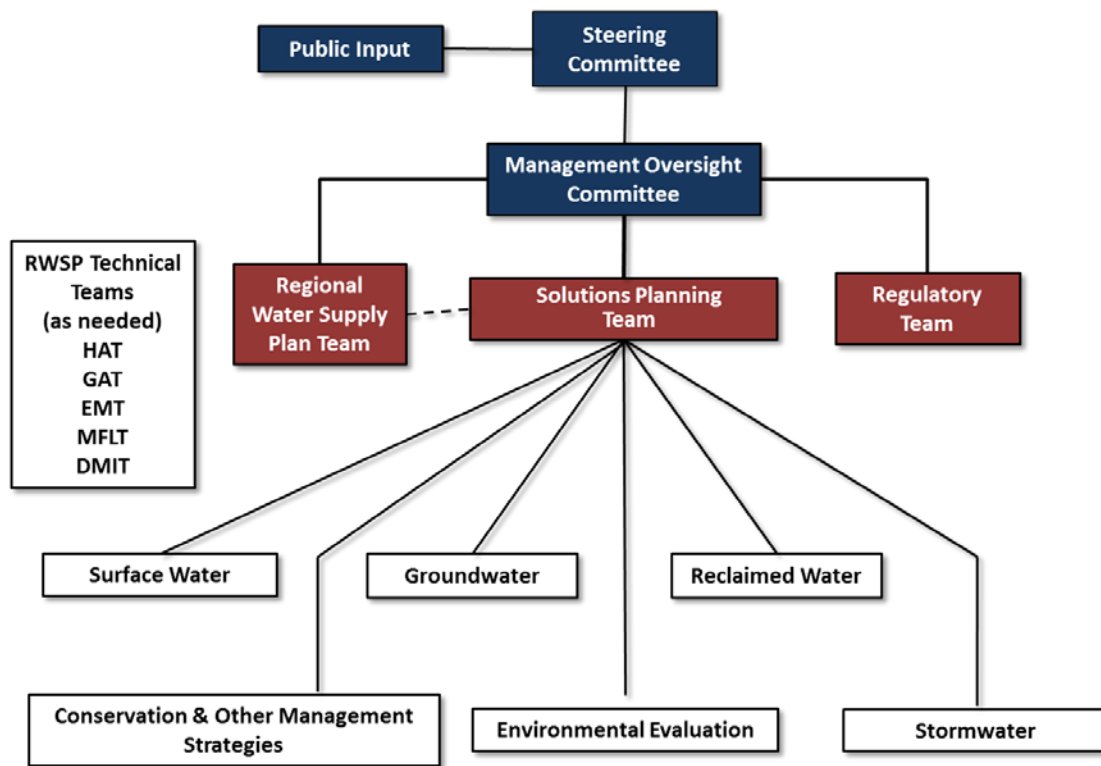 Public Input
Steering
Committee
Management Oversight
Committee
RWSP Technical
Teams
(as needed)
HAT
GAT
EMT
MFLT
DMIT
Regional
Water Supply
Plan Team
Solutions Planning
Team
Regulatory
Team
Surface Water
Groundwater
Reclaimed Water
Conservation & Other Management
Strategies
Environmental Evaluation
Stormwater